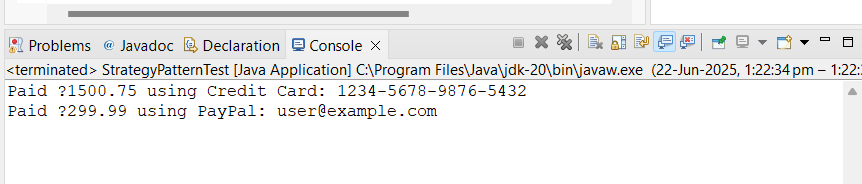 Problems @ Javadoc Declaration Console
<terminated> StrategyPatternTest [Java Application] C:\Program Files\Java\jdk-20\bin\javaw.exe (22-Jun-2025, 1:22:34 pm – 1:22:
Paid ?1500.75 using Credit Card: 1234-5678-9876-5432
Paid ?299.99 using PayPal: user@example.com